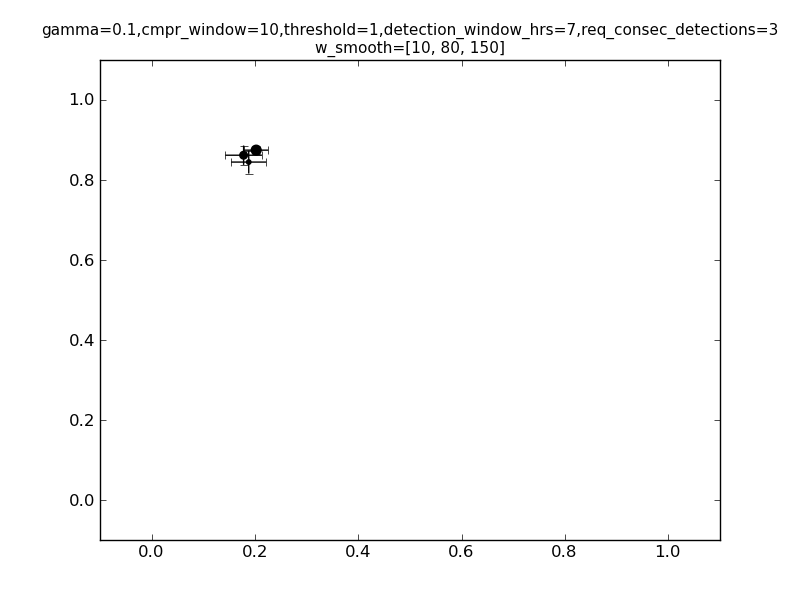 gamma=0.1,cmpr_window=10,threshold=1,detection_window_hrs=7,req_consec_detections=3
w_smooth=[10, 80, 150]
1.0
0.8
0.6
0.4
0.2
0.0
0.0 0.2 0.4 0.6 0.8 1.0